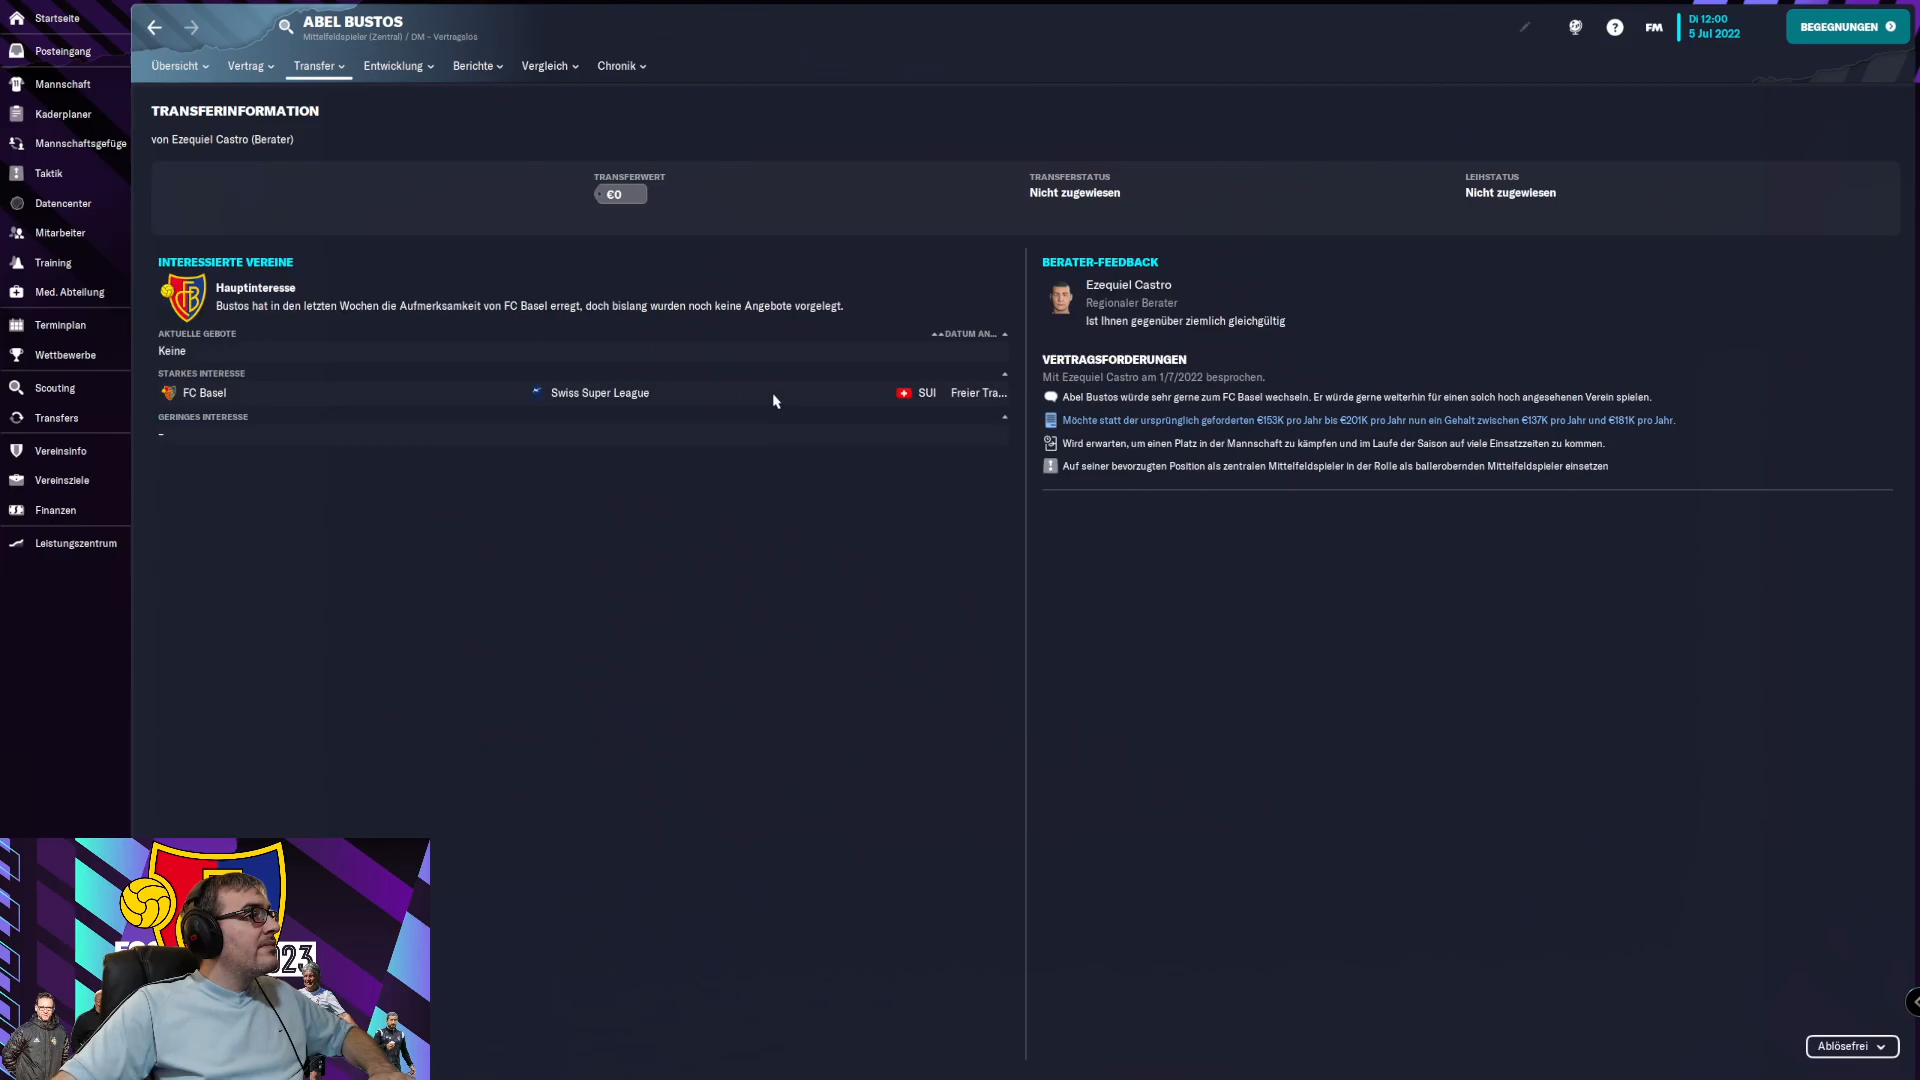 Startseite
Posteingang
Mannschaft
Kaderplaner
Mannschaftsgefüge
Taktik
Datencenter
Mitarbeiter
Training
Med. Abteilung
Terminplan
Wettbewerbe
Scouting
Transfers
Vereinsinfo
Vereinsziele
Finanzen
Leistungszentrum
ABEL BUSTOS
Mittelfeldspieler (Zentral) / DM - Vertragslos
FM
Di 12:00
5 Jul 2022
BEGEGNUNGEN
Übersicht Vertrag Transfer Entwicklung Berichte Vergleich Chronik
TRANSFERINFORMATION
von Ezequiel Castro (Berater)
TRANSFERWERT
€0
TRANSFERSTATUS
Nicht zugewiesen
LEIHSTATUS
Nicht zugewiesen
INTERESSIERTE VEREINE
Hauptinteresse
Bustos hat in den letzten Wochen die Aufmerksamkeit von FC Basel erregt, doch bislang wurden noch keine Angebote vorgelegt.
AKTUELLE GEBOTE DATUM AN...
Keine
STARKES INTERESSE
FC Basel Swiss Super League SUI Freier Tra...
GERINGES INTERESSE
-
BERATER-FEEDBACK
Ezequiel Castro
Regionaler Berater
Ist Ihnen gegenüber ziemlich gleichgültig
VERTRAGSFORDERUNGEN
Mit Ezequiel Castro am 1/7/2022 besprochen.
Abel Bustos würde sehr gerne zum FC Basel wechseln. Er würde gerne weiterhin für einen solch hoch angesehenen Verein spielen.
Möchte statt der ursprünglich geforderten €153K pro Jahr bis €201K pro Jahr nun ein Gehalt zwischen €137K pro Jahr und €181K pro Jahr.
Wird erwarten, um einen Platz in der Mannschaft zu kämpfen und im Laufe der Saison auf viele Einsatzzeiten zu kommen.
Auf seiner bevorzugten Position als zentralen Mittelfeldspieler in der Rolle als ballerobernden Mittelfeldspieler einsetzen
Ablösefrei